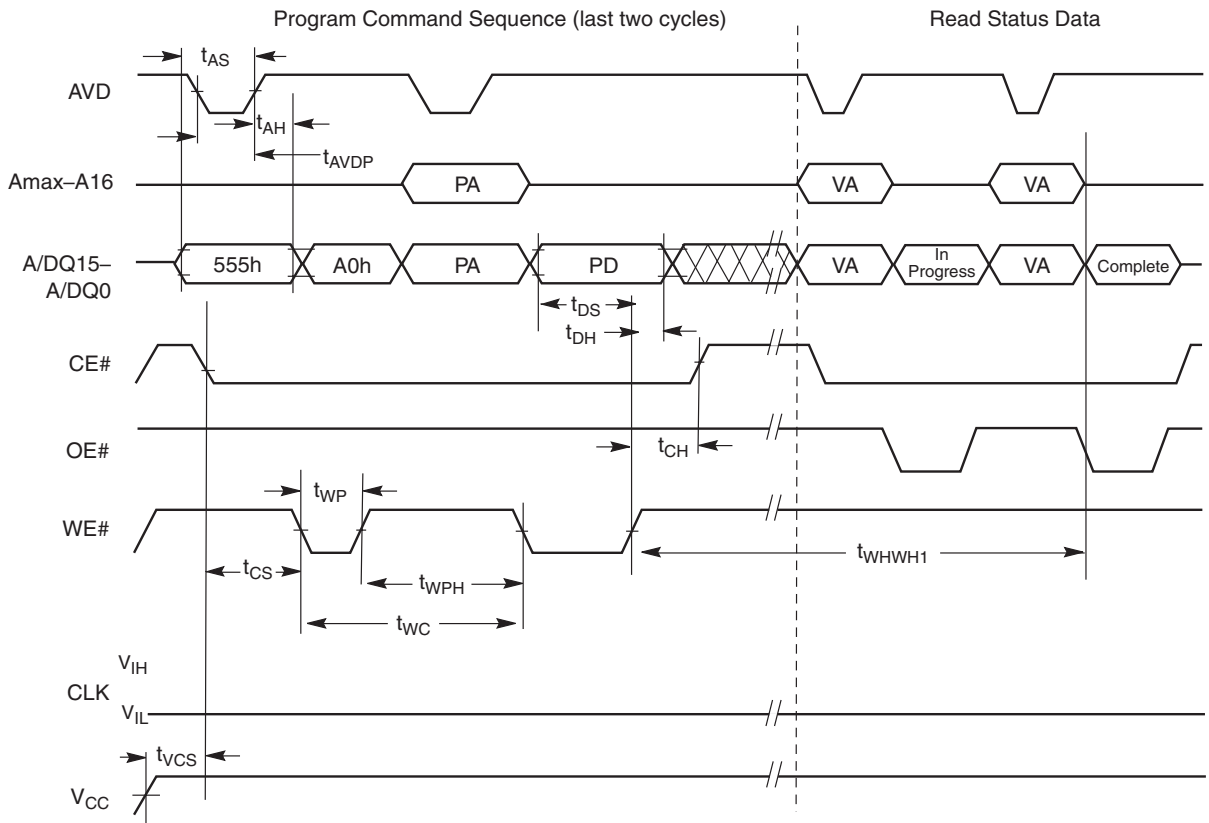 Program Command Sequence (last two cycles) Read Status Data
tAS
AVD
tAH
tAVDP
Amax–A16 PA VA VA
A/DQ15–
A/DQ0
555h A0h PA PD VA In
Progress VA Complete
tDS
tDH
CE#
OE#
tCH
tWP
WE#
tWHWH1
tCS
tWPH
tWC
VIH
CLK
VIL
tVCS
VCC